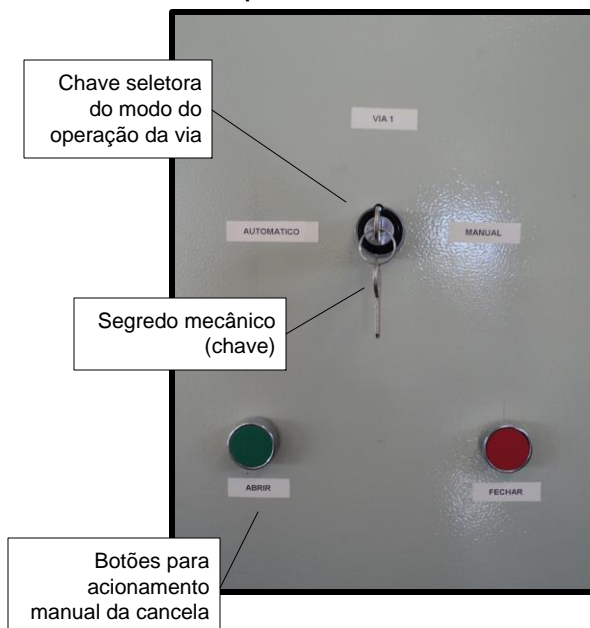 Chave seletora
do modo do
operação da via
VIA 1
AUTOMATICO
MANUAL
Segredo mecânico
(chave)
ABRIR
FECHAR
Botões para
acionamento
manual da cancela